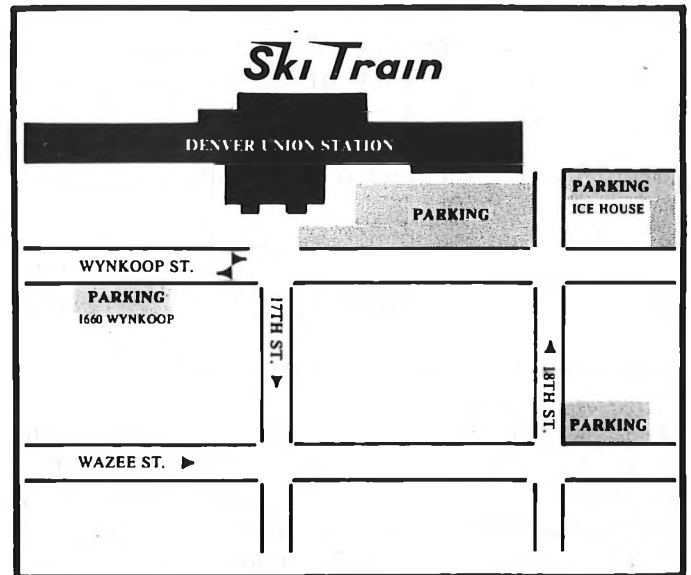 Ski Train
DENVER UNION STATION
PARKING
ICE HOUSE
PARKING
WYNKOOP ST.
PARKING
1660 WYNKOOP
17TH ST.
18TH ST.
PARKING
WAZEE ST.